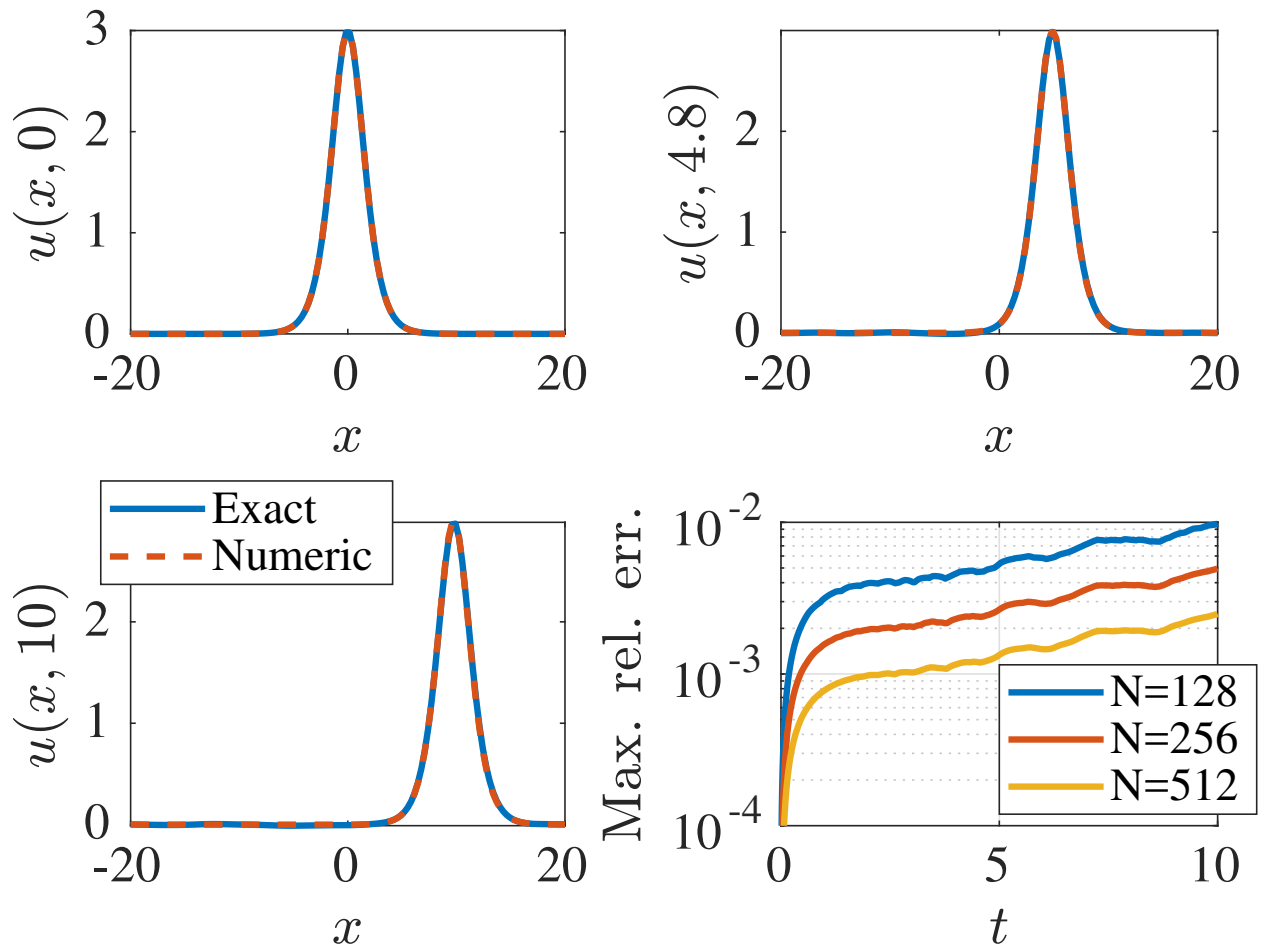 u(x, 0)
3
2
1
0
-20
0
20
x
u(x, 4.8)
2
1
0
-20
0
20
x
u(x, 10)
2
1
0
-20
0
20
x
Exact
Numeric
Max. rel. err.
10^-2
10^-3
10^-4
0
5
10
t
N=128
N=256
N=512